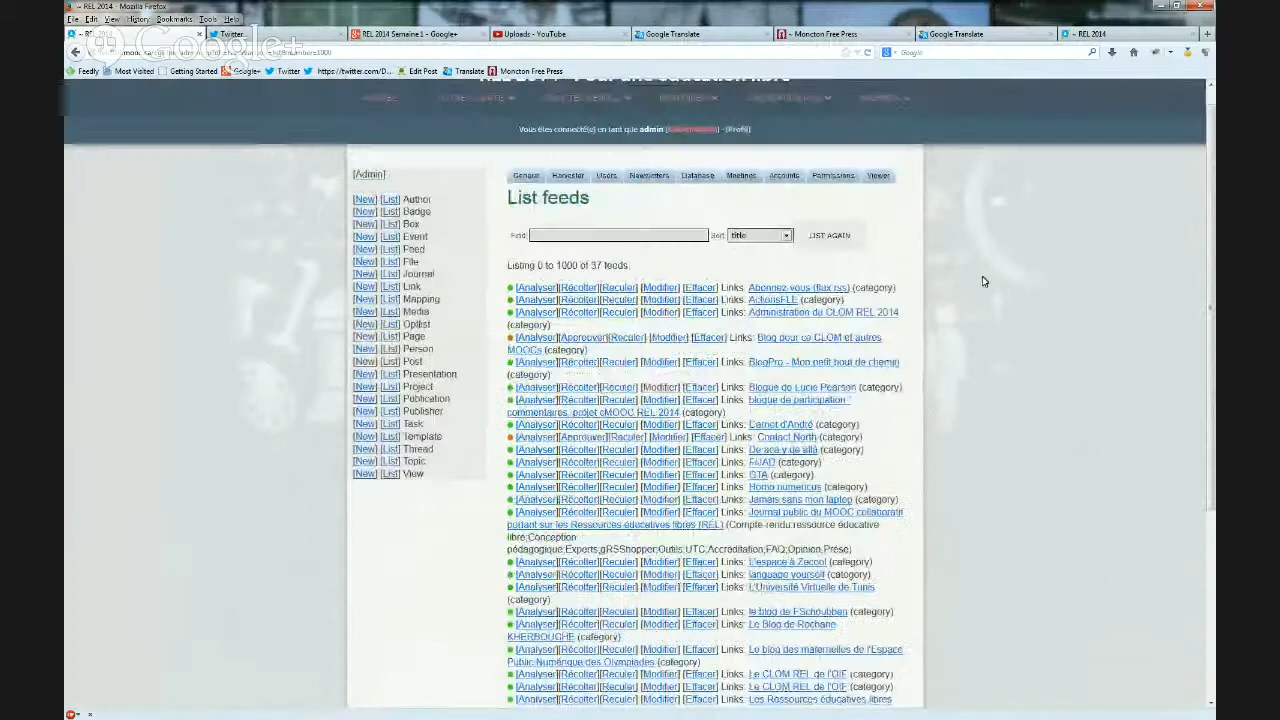 ~ REL 2014 - Mozilla Firefox
File Edit View History Bookmarks Tools Help
~ REL 2014
Twitter
REL 2014 Semaine 1 - Google+
Uploads - YouTube
Google Translate
~ Moncton Free Press
Google Translate
~ REL 2014
Google+
Google
Feedly Most Visited Getting Started Google+ Twitter https://twitter.com/D... Edit Post Translate Moncton Free Press
Vous êtes connecté(e) en tant que admin - [Profil]
[Admin]
[New] [List] Author
[New] [List] Badge
[New] [List] Box
[New] [List] Event
[New] [List] Feed
[New] [List] File
[New] [List] Journal
[New] [List] Link
[New] [List] Mapping
[New] [List] Media
[New] [List] Optlist
[New] [List] Page
[New] [List] Person
[New] [List] Post
[New] [List] Presentation
[New] [List] Project
[New] [List] Publication
[New] [List] Publisher
[New] [List] Task
[New] [List] Template
[New] [List] Thread
[New] [List] Topic
[New] [List] View
General Harvester Users Newsletters Database Meetings Accounts Permissions Viewer
List feeds
Field: Sort: title LIST AGAIN
Listing 0 to 1000 of 37 feeds.
[Analyser][Récolter][Reculer] [Modifier] [Effacer] Links: Abonnez-vous (flux rss) (category)
[Analyser][Récolter][Reculer] [Modifier] [Effacer] Links: ActionsFLE (category)
[Analyser][Récolter][Reculer] [Modifier] [Effacer] Links: Administration du CLOM REL 2014
(category)
[Analyser][Approuver][Reculer] [Modifier] [Effacer] Links: Blog pour ce CLOM et autres
MOOCs (category)
[Analyser][Récolter][Reculer] [Modifier] [Effacer] Links: BlogPro - Mon petit bout de chemin
(category)
[Analyser][Récolter][Reculer] [Modifier] [Effacer] Links: Blogue de Lucie Pearson (category)
[Analyser][Récolter][Reculer] [Modifier] [Effacer] Links: blogue de participation -
commentaires, projet cMOOC REL 2014 (category)
[Analyser][Récolter][Reculer] [Modifier] [Effacer] Links: Carnet d'André (category)
[Analyser][Approuver][Reculer] [Modifier] [Effacer] Links: Contact North (category)
[Analyser][Récolter][Reculer] [Modifier] [Effacer] Links: De acá y de allá (category)
[Analyser][Récolter][Reculer] [Modifier] [Effacer] Links: FIJAD (category)
[Analyser][Récolter][Reculer] [Modifier] [Effacer] Links: GTA (category)
[Analyser][Récolter][Reculer] [Modifier] [Effacer] Links: Homo numericus (category)
[Analyser][Récolter][Reculer] [Modifier] [Effacer] Links: Jamais sans mon laptop (category)
[Analyser][Récolter][Reculer] [Modifier] [Effacer] Links: Journal public du MOOC collaboratif
portant sur les Ressources éducatives libres (REL) (Compte-rendu:ressource éducative
libre;Conception
pédagogique;Experts;gRSShopper;Outils;UTC,Accréditation;FAQ;Opinion;Prése)
[Analyser][Récolter][Reculer] [Modifier] [Effacer] Links: L'espace à Zecool (category)
[Analyser][Récolter][Reculer] [Modifier] [Effacer] Links: language yourself (category)
[Analyser][Récolter][Reculer] [Modifier] [Effacer] Links: L'Université Virtuelle de Tunis
(category)
[Analyser][Récolter][Reculer] [Modifier] [Effacer] Links: le blog de FSchoubben (category)
[Analyser][Récolter][Reculer] [Modifier] [Effacer] Links: Le Blog de Rochane
KHERBOUCHE (category)
[Analyser][Récolter][Reculer] [Modifier] [Effacer] Links: Le blog des maternelles de l'Espace
Public Numérique des Olympiades (category)
[Analyser][Récolter][Reculer] [Modifier] [Effacer] Links: Le CLOM REL de l'OIF (category)
[Analyser][Récolter][Reculer] [Modifier] [Effacer] Links: Le CLOM REL de l'OIF (category)
[Analyser][Récolter][Reculer] [Modifier] [Effacer] Links: Les Ressources éducatives libres